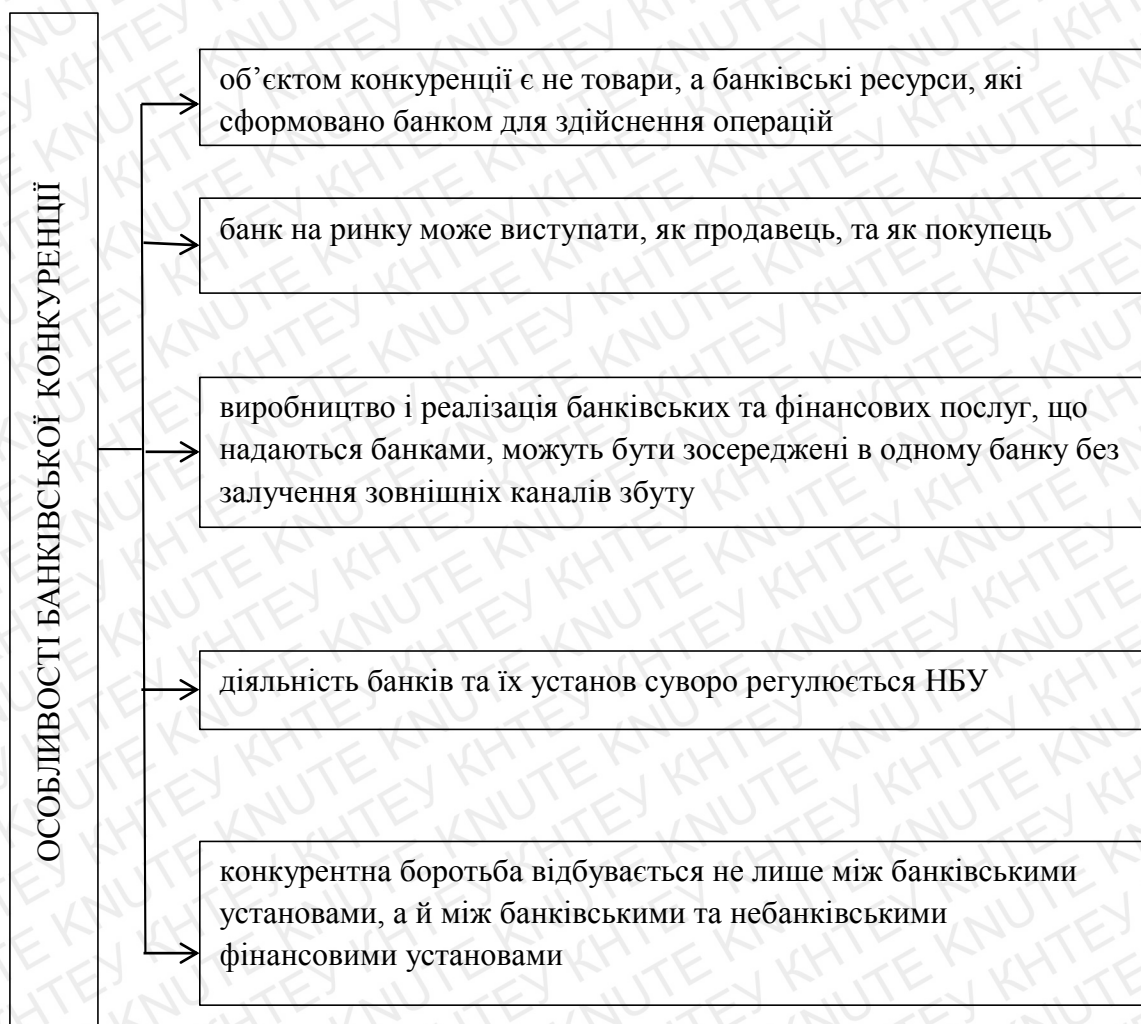 ОСОБЛИВОСТІ БАНКІВСЬКОЇ КОНКУРЕНЦІЇ
об’єктом конкуренції є не товари, а банківські ресурси, які
сформовано банком для здійснення операцій
банк на ринку може виступати, як продавець, та як покупець
виробництво і реалізація банківських та фінансових послуг, що
надаються банками, можуть бути зосереджені в одному банку без
залучення зовнішніх каналів збуту
діяльність банків та їх установ суворо регулюється НБУ
конкурентна боротьба відбувається не лише між банківськими
установами, а й між банківськими та небанківськими
фінансовими установами